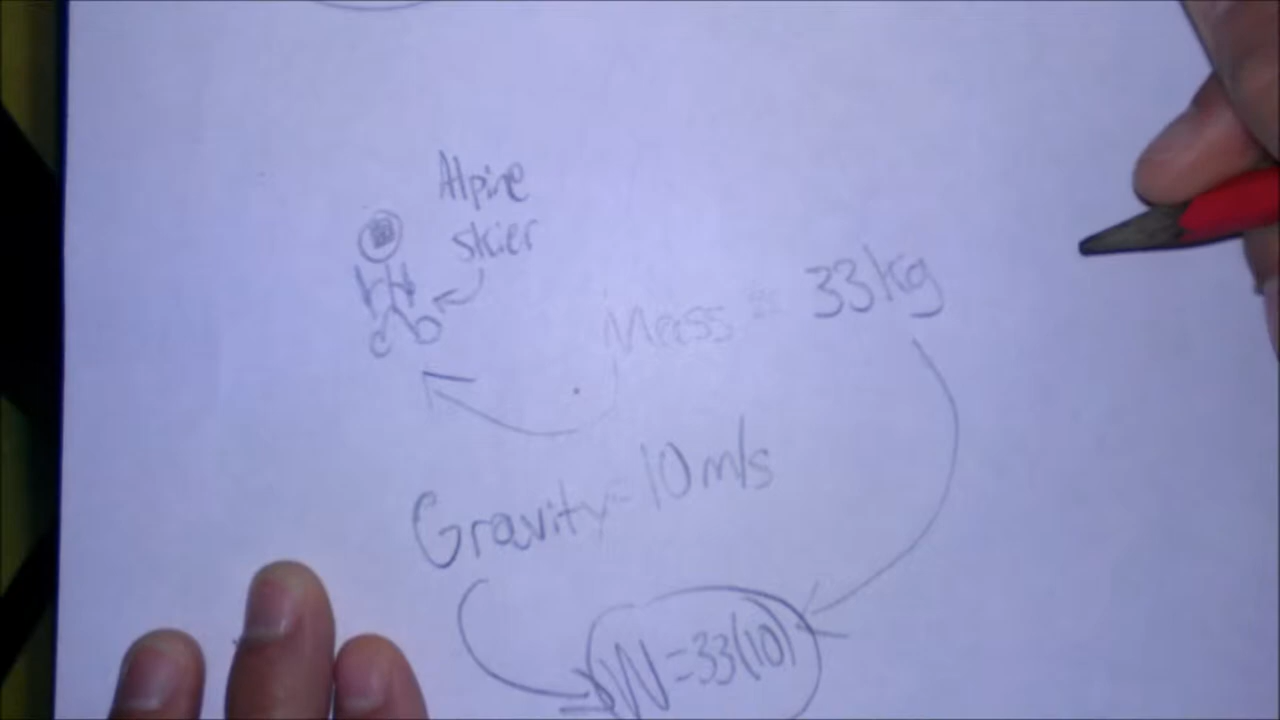 Alpine
skier
Mass = 33kg
Gravity = 10m/s
W = 33(10)